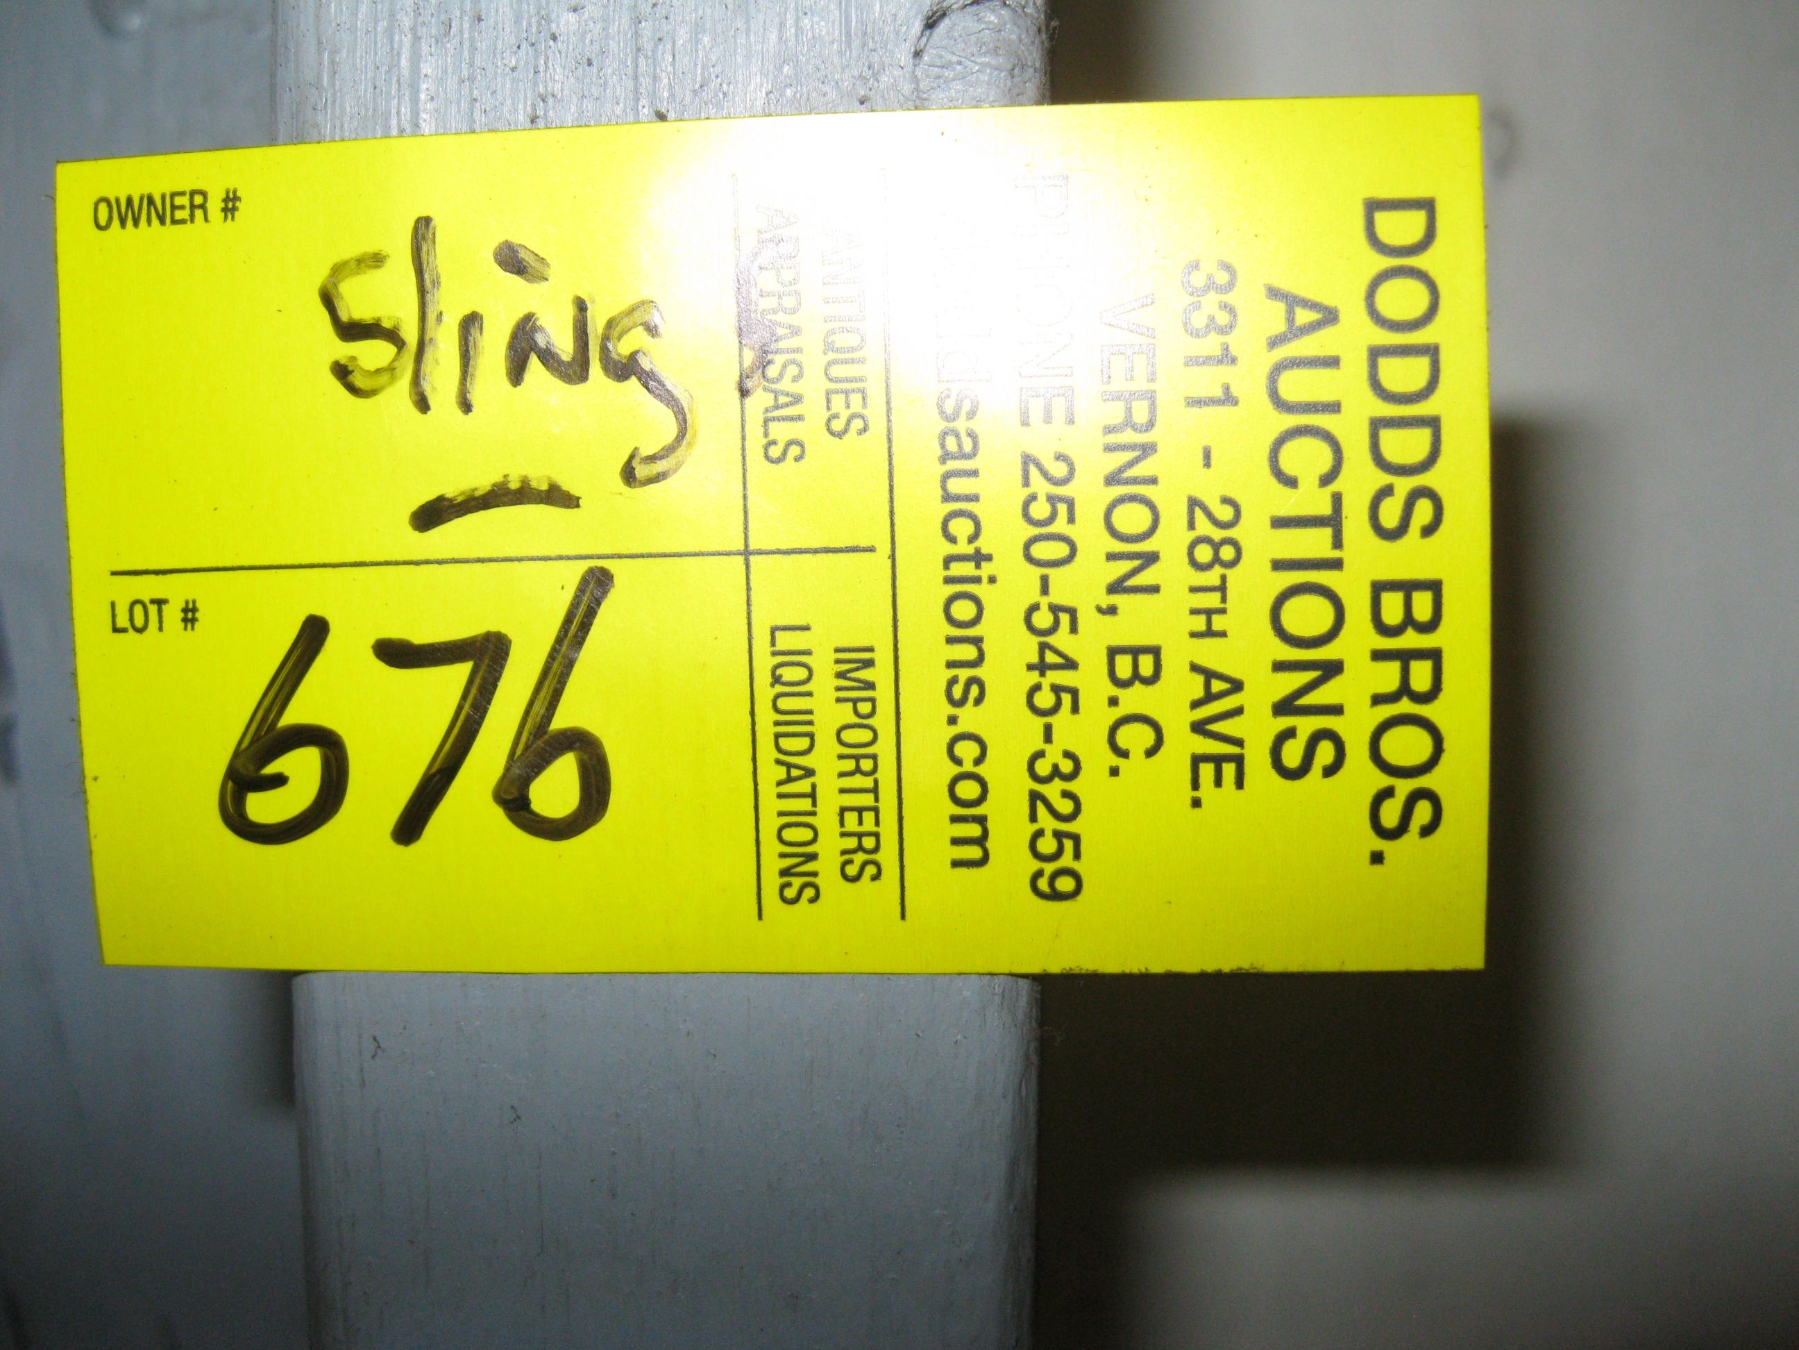 DODDS BROS.
AUCTIONS
3311 - 28TH AVE.
VERNON, B.C.
PHONE 250-545-3259
doddsauctions.com
ANTIQUES
APPRAISALS
IMPORTERS
LIQUIDATIONS
OWNER #
Sling
LOT #
676